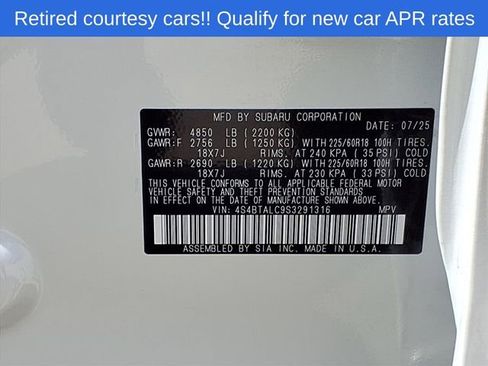 Retired courtesy cars!! Qualify for new car APR rates
MFD BY SUBARU CORPORATION
DATE: 07/25
GVWR: 4850 LB (2200 KG)
GAWR:F 2756 LB (1250 KG) WITH 225/60R18 100H TIRES,
18X7J RIMS, AT 240 KPA (35 PSI) COLD
GAWR:R 2690 LB (1220 KG) WITH 225/60R18 100H TIRES,
18X7J RIMS, AT 230 KPA (33 PSI) COLD
THIS VEHICLE CONFORMS TO ALL APPLICABLE FEDERAL MOTOR
VEHICLE SAFETY, BUMPER, AND THEFT PREVENTION STANDARDS
IN EFFECT ON THE DATE OF MANUFACTURE SHOWN ABOVE.
VIN: 4S4BTALC9S3291316 MPV
ASSEMBLED BY SIA INC. MADE IN U.S.A.